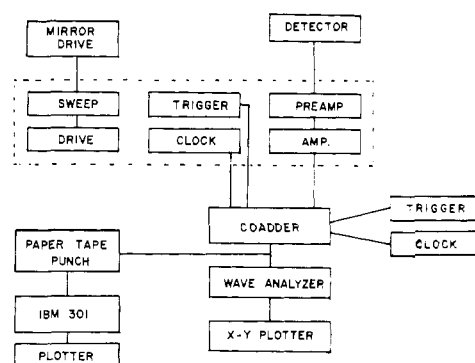 MIRROR
DRIVE
DETECTOR
SWEEP
TRIGGER
PREAMP
DRIVE
CLOCK
AMP.
COADDER
TRIGGER
CLOCK
PAPER TAPE
PUNCH
WAVE ANALYZER
IBM 301
X-Y PLOTTER
PLOTTER